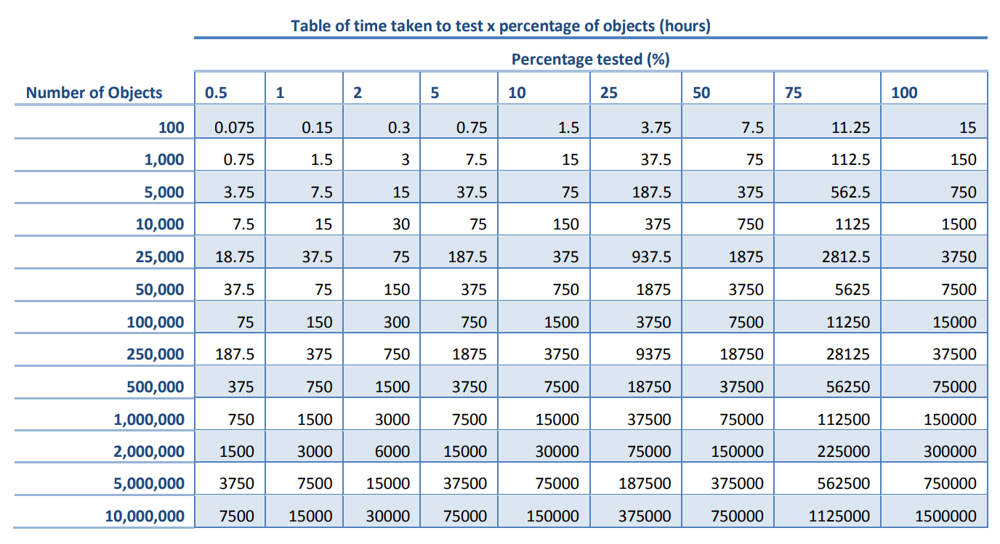 Table of time taken to test x percentage of objects (hours)
Percentage tested (%)
Number of Objects 0.5 1 2 5 10 25 50 75 100
100 0.075 0.15 0.3 0.75 1.5 3.75 7.5 11.25 15
1,000 0.75 1.5 3 7.5 15 37.5 75 112.5 150
5,000 3.75 7.5 15 37.5 75 187.5 375 562.5 750
10,000 7.5 15 30 75 150 375 750 1125 1500
25,000 18.75 37.5 75 187.5 375 937.5 1875 2812.5 3750
50,000 37.5 75 150 375 750 1875 3750 5625 7500
100,000 75 150 300 750 1500 3750 7500 11250 15000
250,000 187.5 375 750 1875 3750 9375 18750 28125 37500
500,000 375 750 1500 3750 7500 18750 37500 56250 75000
1,000,000 750 1500 3000 7500 15000 37500 75000 112500 150000
2,000,000 1500 3000 6000 15000 30000 75000 150000 225000 300000
5,000,000 3750 7500 15000 37500 75000 187500 375000 562500 750000
10,000,000 7500 15000 30000 75000 150000 375000 750000 1125000 1500000